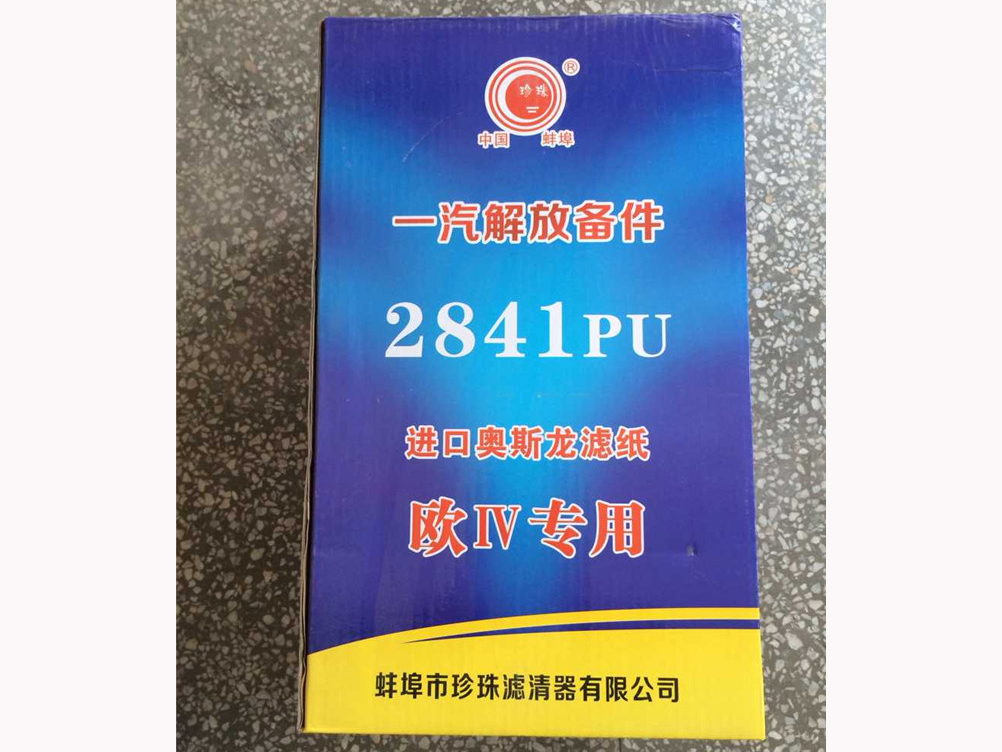 珍珠
®
中国 蚌埠
一汽解放备件
2841PU
进口奥斯龙滤纸
欧Ⅳ专用
蚌埠市珍珠滤清器有限公司